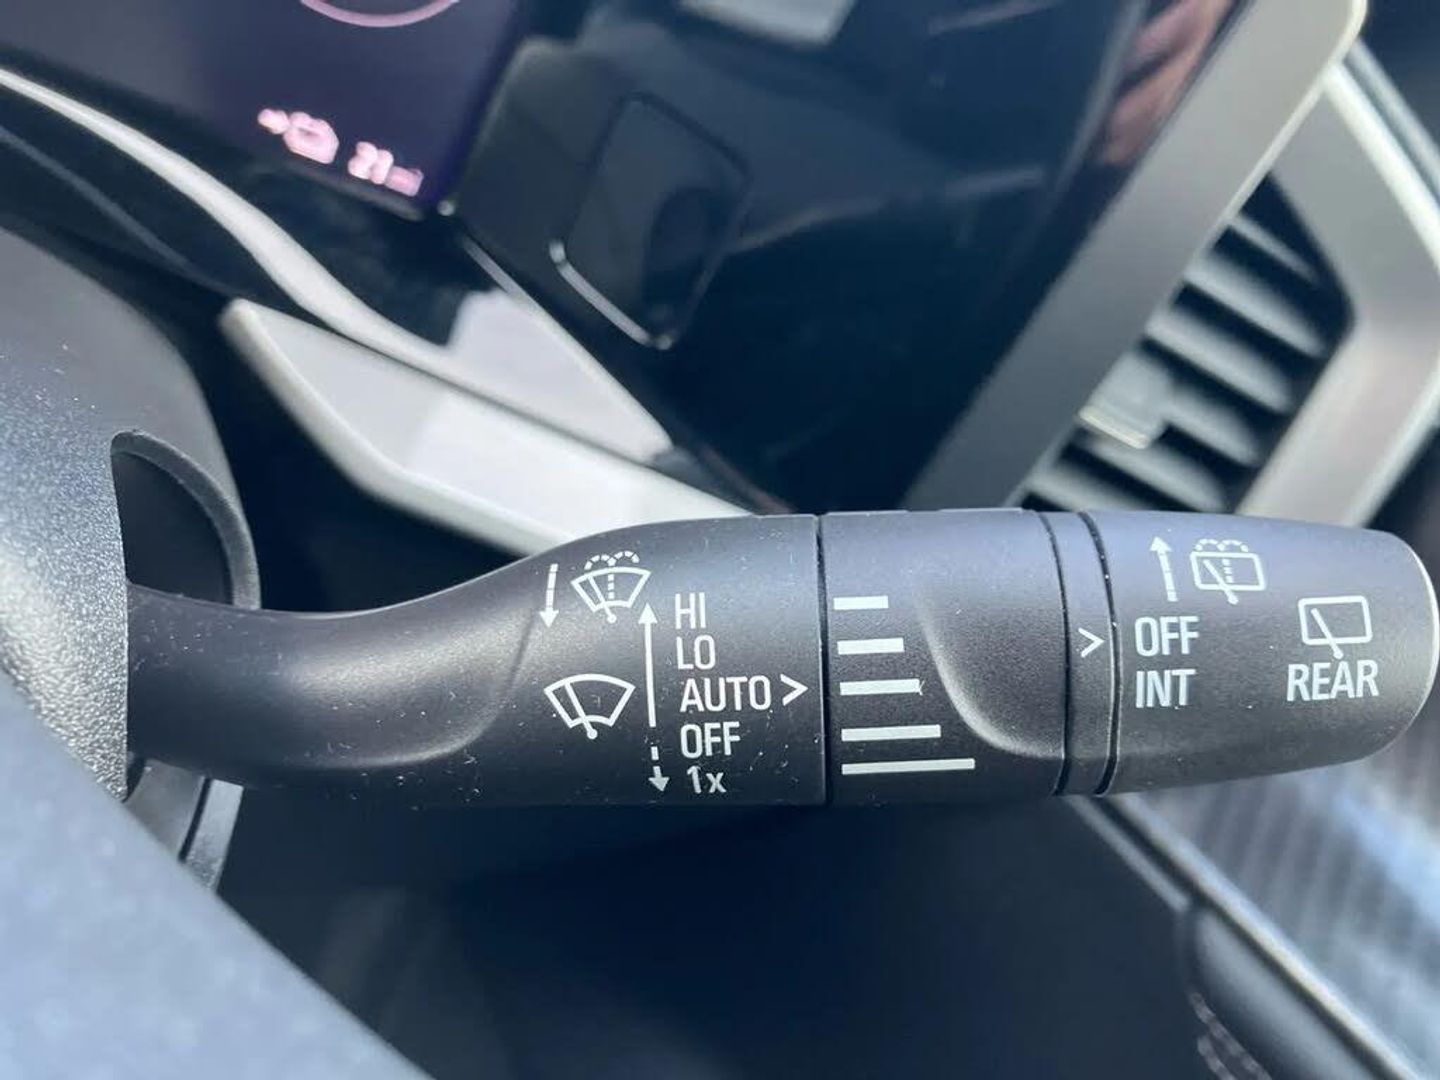 HI
LO
AUTO >
OFF
1x
> OFF
INT
REAR